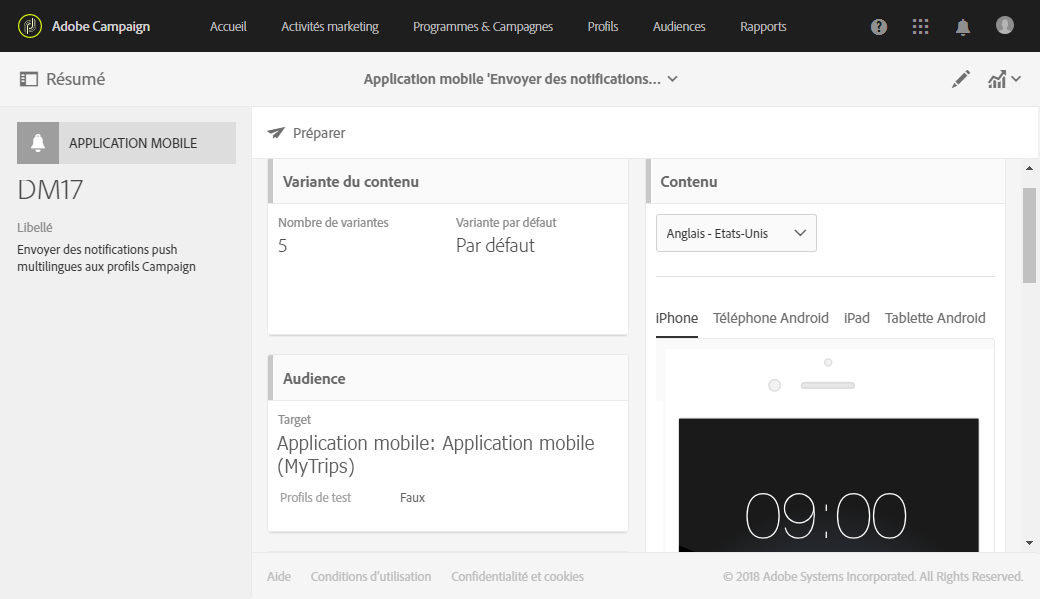 Adobe Campaign
Accueil
Activités marketing
Programmes & Campagnes
Profils
Audiences
Rapports
Résumé
Application mobile 'Envoyer des notifications...
APPLICATION MOBILE
DM17
Libellé
Envoyer des notifications push
multilingues aux profils Campaign
Préparer
Variante du contenu
Nombre de variantes
Variante par défaut
5
Par défaut
Audience
Target
Application mobile: Application mobile
(MyTrips)
Profils de test
Faux
Contenu
Anglais - Etats-Unis
iPhone
Téléphone Android
iPad
Tablette Android
09:00
Aide
Conditions d'utilisation
Confidentialité et cookies
© 2018 Adobe Systems Incorporated. All Rights Reserved.